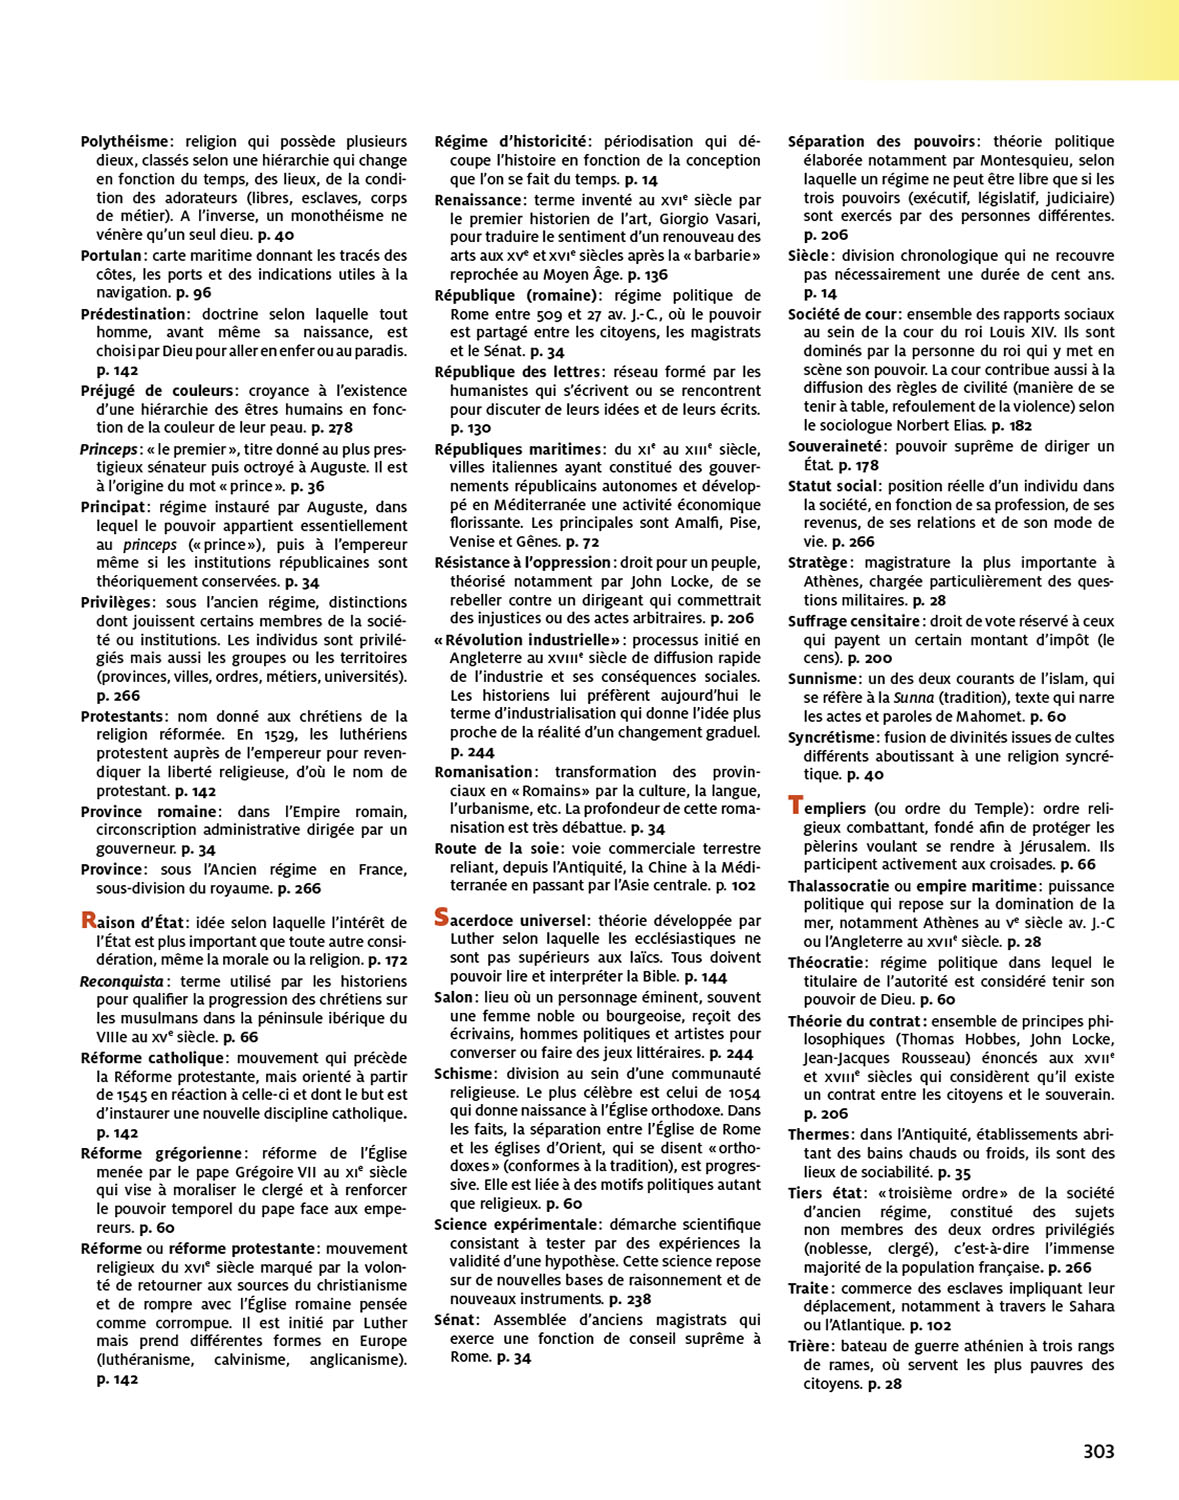 Polythéisme : religion qui possède plusieurs
dieux, classés selon une hiérarchie qui change
en fonction du temps, des lieux, de la condi-
tion des adorateurs (libres, esclaves, corps
de métier). A l’inverse, un monothéisme ne
vénère qu’un seul dieu. p. 40
Portulan : carte maritime donnant les tracés des
côtes, les ports et des indications utiles à la
navigation. p. 96
Prédestination : doctrine selon laquelle tout
homme, avant même sa naissance, est
choisi par Dieu pour aller en enfer ou au paradis.
p. 142
Préjugé de couleurs : croyance à l’existence
d’une hiérarchie des êtres humains en fonc-
tion de la couleur de leur peau. p. 278
Princeps : « le premier », titre donné au plus pres-
tigieux sénateur puis octroyé à Auguste. Il est
à l’origine du mot « prince ». p. 36
Principat : régime instauré par Auguste, dans
lequel le pouvoir appartient essentiellement
au princeps (« prince »), puis à l’empereur
même si les institutions républicaines sont
théoriquement conservées. p. 34
Privilèges : sous l’ancien régime, distinctions
dont jouissent certains membres de la socié-
té ou institutions. Les individus sont privilé-
giés mais aussi les groupes ou les territoires
(provinces, villes, ordres, métiers, universités).
p. 266
Protestants : nom donné aux chrétiens de la
religion réformée. En 1529, les luthériens
protestent auprès de l’empereur pour reven-
diquer la liberté religieuse, d’où le nom de
protestant. p. 142
Province romaine : dans l’Empire romain,
circonscription administrative dirigée par un
gouverneur. p. 34
Province : sous l’Ancien régime en France,
sous-division du royaume. p. 266
Raison d’État : idée selon laquelle l’intérêt de
l’État est plus important que toute autre consi-
dération, même la morale ou la religion. p. 172
Reconquista : terme utilisé par les historiens
pour qualifier la progression des chrétiens sur
les musulmans dans la péninsule ibérique du
VIIIe au XVe siècle. p. 66
Réforme catholique : mouvement qui précède
la Réforme protestante, mais orienté à partir
de 1545 en réaction à celle-ci et dont le but est
d’instaurer une nouvelle discipline catholique.
p. 142
Réforme grégorienne : réforme de l’Église
menée par le pape Grégoire VII au XIe siècle
qui vise à moraliser le clergé et à renforcer
le pouvoir temporel du pape face aux empe-
reurs. p. 60
Réforme ou réforme protestante : mouvement
religieux du XVIe siècle marqué par la volon-
té de retourner aux sources du christianisme
et de rompre avec l’Église romaine pensée
comme corrompue. Il est initié par Luther
mais prend différentes formes en Europe
(luthéranisme, calvinisme, anglicanisme).
p. 142
Régime d’historicité : périodisation qui dé-
coupe l’histoire en fonction de la conception
que l’on se fait du temps. p. 14
Renaissance : terme inventé au XVIe siècle par
le premier historien de l’art, Giorgio Vasari,
pour traduire le sentiment d’un renouveau des
arts aux XVe et XVIe siècles après la « barbarie »
reprochée au Moyen Âge. p. 136
République (romaine) : régime politique de
Rome entre 509 et 27 av. J.-C., où le pouvoir
est partagé entre les citoyens, les magistrats
et le Sénat. p. 34
République des lettres : réseau formé par les
humanistes qui s’écrivent ou se rencontrent
pour discuter de leurs idées et de leurs écrits.
p. 130
Républiques maritimes : du XIe au XIIIe siècle,
villes italiennes ayant constitué des gouver-
nements républicains autonomes et dévelop-
pé en Méditerranée une activité économique
florissante. Les principales sont Amalfi, Pise,
Venise et Gênes. p. 72
Résistance à l’oppression : droit pour un peuple,
théorisé notamment par John Locke, de se
rebeller contre un dirigeant qui commettrait
des injustices ou des actes arbitraires. p. 206
« Révolution industrielle » : processus initié en
Angleterre au XVIIIe siècle de diffusion rapide
de l’industrie et ses conséquences sociales.
Les historiens lui préfèrent aujourd’hui le
terme d’industrialisation qui donne l’idée plus
proche de la réalité d’un changement graduel.
p. 244
Romanisation : transformation des provin-
ciaux en « Romains » par la culture, la langue,
l’urbanisme, etc. La profondeur de cette roma-
nisation est très débattue. p. 34
Route de la soie : voie commerciale terrestre
reliant, depuis l’Antiquité, la Chine à la Médi-
terranée en passant par l’Asie centrale. p. 102
Sacerdoce universel : théorie développée par
Luther selon laquelle les ecclésiastiques ne
sont pas supérieurs aux laïcs. Tous doivent
pouvoir lire et interpréter la Bible. p. 144
Salon : lieu où un personnage éminent, souvent
une femme noble ou bourgeoise, reçoit des
écrivains, hommes politiques et artistes pour
converser ou faire des jeux littéraires. p. 244
Schisme : division au sein d’une communauté
religieuse. Le plus célèbre est celui de 1054
qui donne naissance à l’Église orthodoxe. Dans
les faits, la séparation entre l’Église de Rome
et les églises d’Orient, qui se disent « ortho-
doxes » (conformes à la tradition), est progres-
sive. Elle est liée à des motifs politiques autant
que religieux. p. 60
Science expérimentale : démarche scientifique
consistant à tester par des expériences la
validité d’une hypothèse. Cette science repose
sur de nouvelles bases de raisonnement et de
nouveaux instruments. p. 238
Sénat : Assemblée d’anciens magistrats qui
exerce une fonction de conseil suprême à
Rome. p. 34
Séparation des pouvoirs : théorie politique
élaborée notamment par Montesquieu, selon
laquelle un régime ne peut être libre que si les
trois pouvoirs (exécutif, législatif, judiciaire)
sont exercés par des personnes différentes.
p. 206
Siècle : division chronologique qui ne recouvre
pas nécessairement une durée de cent ans.
p. 14
Société de cour : ensemble des rapports sociaux
au sein de la cour du roi Louis XIV. Ils sont
dominés par la personne du roi qui y met en
scène son pouvoir. La cour contribue aussi à la
diffusion des règles de civilité (manière de se
tenir à table, refoulement de la violence) selon
le sociologue Norbert Elias. p. 182
Souveraineté : pouvoir suprême de diriger un
État. p. 178
Statut social : position réelle d’un individu dans
la société, en fonction de sa profession, de ses
revenus, de ses relations et de son mode de
vie. p. 266
Stratège : magistrature la plus importante à
Athènes, chargée particulièrement des ques-
tions militaires. p. 28
Suffrage censitaire : droit de vote réservé à ceux
qui payent un certain montant d’impôt (le
cens). p. 200
Sunnisme : un des deux courants de l’islam, qui
se réfère à la Sunna (tradition), texte qui narre
les actes et paroles de Mahomet. p. 60
Syncrétisme : fusion de divinités issues de cultes
différents aboutissant à une religion syncré-
tique. p. 40
Templiers (ou ordre du Temple) : ordre reli-
gieux combattant, fondé afin de protéger les
pèlerins voulant se rendre à Jérusalem. Ils
participent activement aux croisades. p. 66
Thalassocratie ou empire maritime : puissance
politique qui repose sur la domination de la
mer, notamment Athènes au Ve siècle av. J.-C
ou l’Angleterre au XVIIe siècle. p. 28
Théocratie : régime politique dans lequel le
titulaire de l’autorité est considéré tenir son
pouvoir de Dieu. p. 60
Théorie du contrat : ensemble de principes phi-
losophiques (Thomas Hobbes, John Locke,
Jean-Jacques Rousseau) énoncés aux XVIIe
et XVIIIe siècles qui considèrent qu’il existe
un contrat entre les citoyens et le souverain.
p. 206
Thermes : dans l’Antiquité, établissements abri-
tant des bains chauds ou froids, ils sont des
lieux de sociabilité. p. 35
Tiers état : « troisième ordre » de la société
d’ancien régime, constitué des sujets
non membres des deux ordres privilégiés
(noblesse, clergé), c’est-à-dire l’immense
majorité de la population française. p. 266
Traite : commerce des esclaves impliquant leur
déplacement, notamment à travers le Sahara
ou l’Atlantique. p. 102
Trière : bateau de guerre athénien à trois rangs
de rames, où servent les plus pauvres des
citoyens. p. 28
303